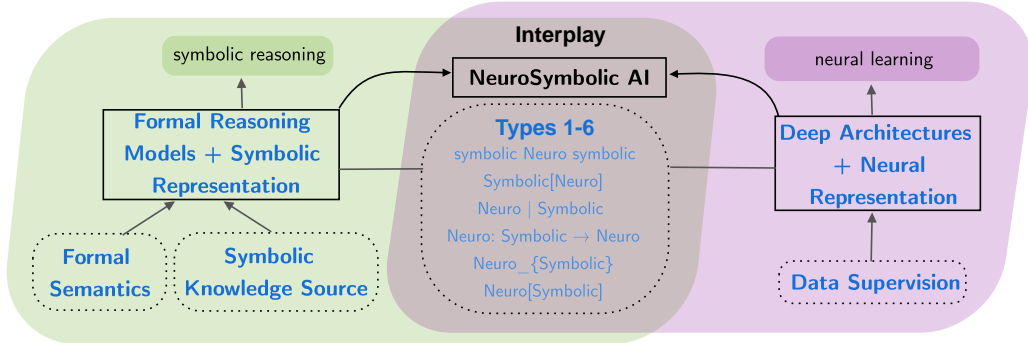 Interplay
symbolic reasoning
NeuroSymbolic AI
neural learning
Formal Reasoning
Models + Symbolic
Representation
Types 1-6
symbolic Neuro symbolic
Symbolic[Neuro]
Neuro | Symbolic
Neuro: Symbolic → Neuro
Neuro_{Symbolic}
Neuro[Symbolic]
Deep Architectures
+ Neural
Representation
Formal
Semantics
Symbolic
Knowledge Source
Data Supervision